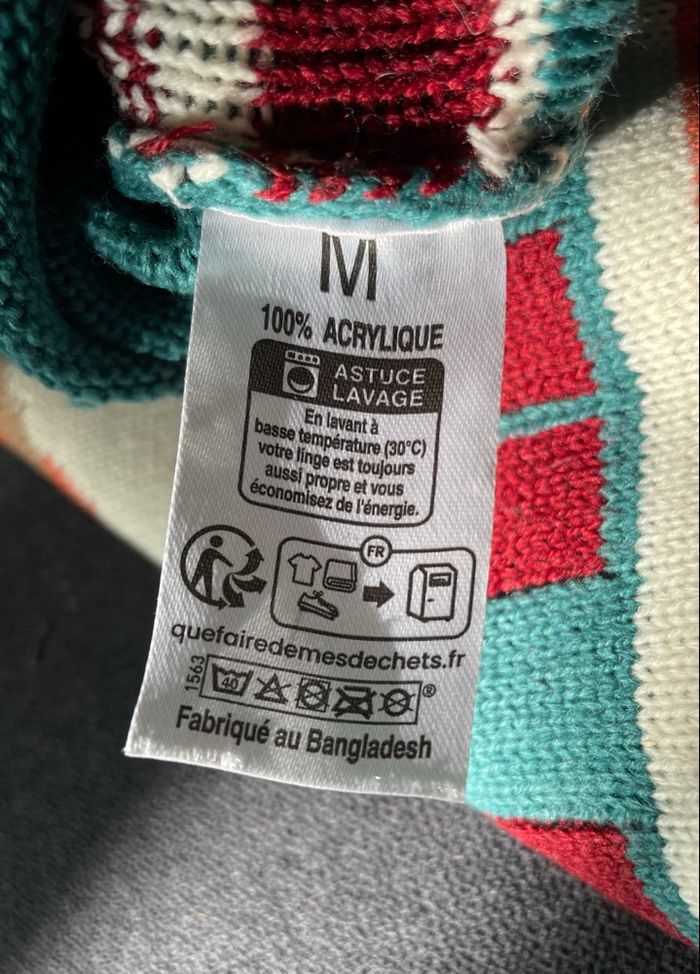 M
100% ACRYLIQUE
ASTUCE
LAVAGE
En lavant à
basse température (30°C)
votre linge est toujours
aussi propre et vous
économisez de l'énergie.
FR
quefairedemesdechets.fr
1563
40
®
Fabriqué au Bangladesh